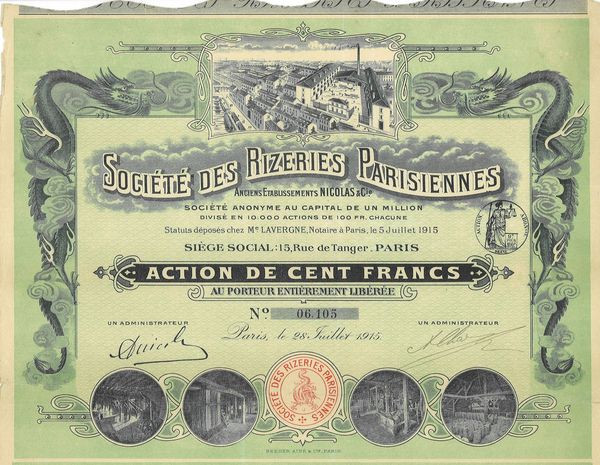 SOCIÉTÉ DES RIZERIES PARISIENNES
ANCIENS ETABLISSEMENTS NICOLAS & Cie
SOCIÉTÉ ANONYME AU CAPITAL DE UN MILLION
DIVISÉ EN 10.000 ACTIONS DE 100 FR. CHACUNE
Statuts déposés chez Me LAVERGNE, Notaire à Paris, le 5 Juillet 1915
SIÈGE SOCIAL: 15, Rue de Tanger. PARIS
ACTION DE CENT FRANCS
AU PORTEUR ENTIÈREMENT LIBÉRÉE
No 06.105
UN ADMINISTRATEUR
Paris, le 28 Juillet 1915.
UN ADMINISTRATEUR
SOCIÉTÉ DES RIZERIES PARISIENNES
PARIS